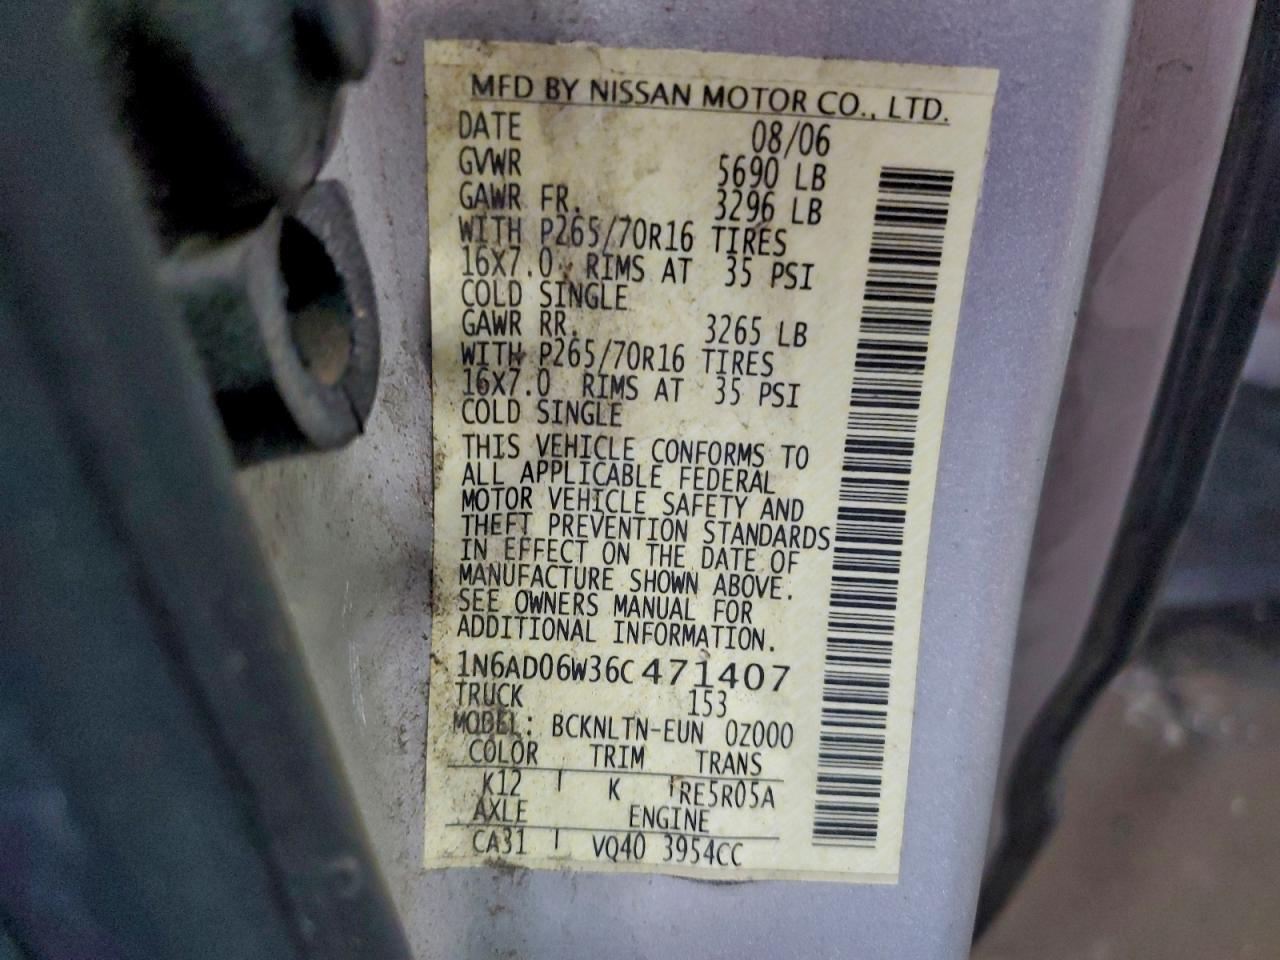 MFD BY NISSAN MOTOR CO., LTD.
DATE 08/06
GVWR 5690 LB
GAWR FR. 3296 LB
WITH P265/70R16 TIRES
16X7.0 RIMS AT 35 PSI
COLD SINGLE
GAWR RR. 3265 LB
WITH P265/70R16 TIRES
16X7.0 RIMS AT 35 PSI
COLD SINGLE
THIS VEHICLE CONFORMS TO
ALL APPLICABLE FEDERAL
MOTOR VEHICLE SAFETY AND
THEFT PREVENTION STANDARDS
IN EFFECT ON THE DATE OF
MANUFACTURE SHOWN ABOVE.
SEE OWNERS MANUAL FOR
ADDITIONAL INFORMATION.
1N6AD06W36C471407
TRUCK 153
MODEL: BCKNLTN-EUN 0Z000
COLOR TRIM TRANS
K12 K RE5R05A
AXLE ENGINE
CA31 VQ40 3954CC